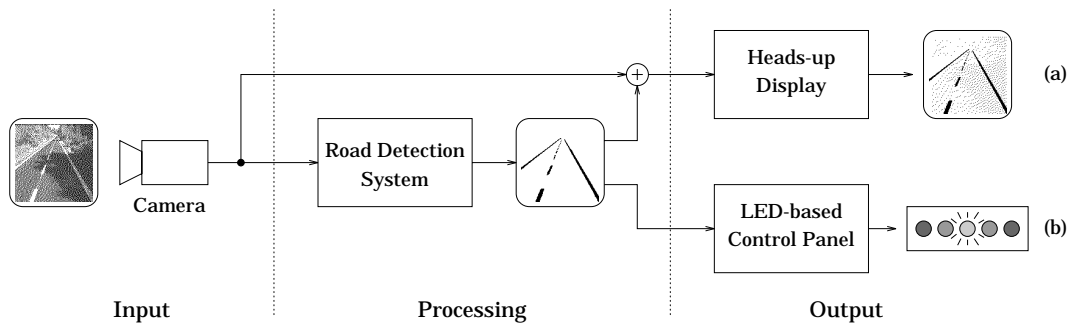 Heads-up
Display
(a)
+
Road Detection
System
Camera
LED-based
Control Panel
(b)
Input
Processing
Output